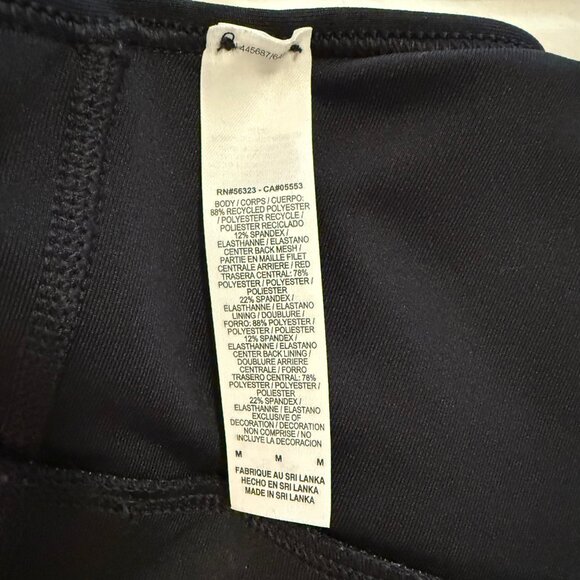 445687/64
RN#56323 - CA#05553
BODY / CORPS / CUERPO:
88% RECYCLED POLYESTER
/ POLYESTER RECYCLE /
POLIESTER RECICLADO
12% SPANDEX /
ELASTHANNE / ELASTANO
CENTER BACK MESH /
PARTIE EN MAILLE FILET
CENTRALE ARRIERE / RED
TRASERA CENTRAL: 78%
POLYESTER / POLYESTER /
POLIESTER
22% SPANDEX /
ELASTHANNE / ELASTANO
LINING / DOUBLURE /
FORRO: 88% POLYESTER /
POLYESTER / POLIESTER
12% SPANDEX /
ELASTHANNE / ELASTANO
CENTER BACK LINING /
DOUBLURE ARRIERE
CENTRALE / FORRO
TRASERO CENTRAL: 78%
POLYESTER / POLYESTER /
POLIESTER
22% SPANDEX /
ELASTHANNE / ELASTANO
EXCLUSIVE OF
DECORATION / DECORATION
NON COMPRISE / NO
INCLUYE LA DECORACION
M M M
FABRIQUE AU SRI LANKA
HECHO EN SRI LANKA
MADE IN SRI LANKA